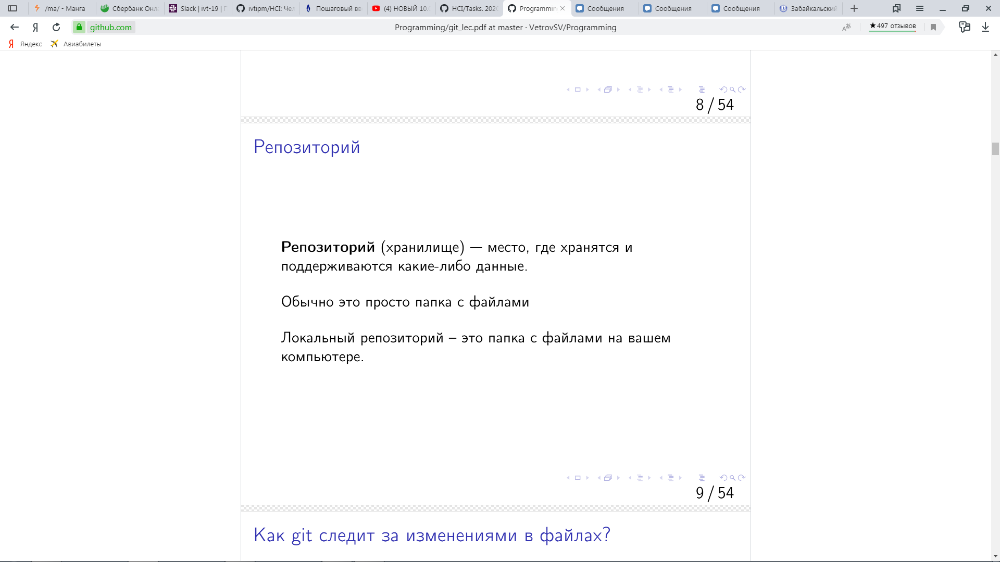 /ma/ - Манга
Сбербанк Онл
Slack | ivt-19 | Г
ivtipm/HCI: Чел
Пошаговый вв
(4) НОВЫЙ 10.
HCI/Tasks. 202
Programmin
Сообщения
Сообщения
Сообщения
Забайкальский
github.com
Programming/git_lec.pdf at master · VetrovSV/Programming
★497 отзывов
Яндекс
Авиабилеты
8 / 54
Репозиторий
Репозиторий (хранилище) — место, где хранятся и
поддерживаются какие-либо данные.
Обычно это просто папка с файлами
Локальный репозиторий – это папка с файлами на вашем
компьютере.
9 / 54
Как git следит за изменениями в файлах?